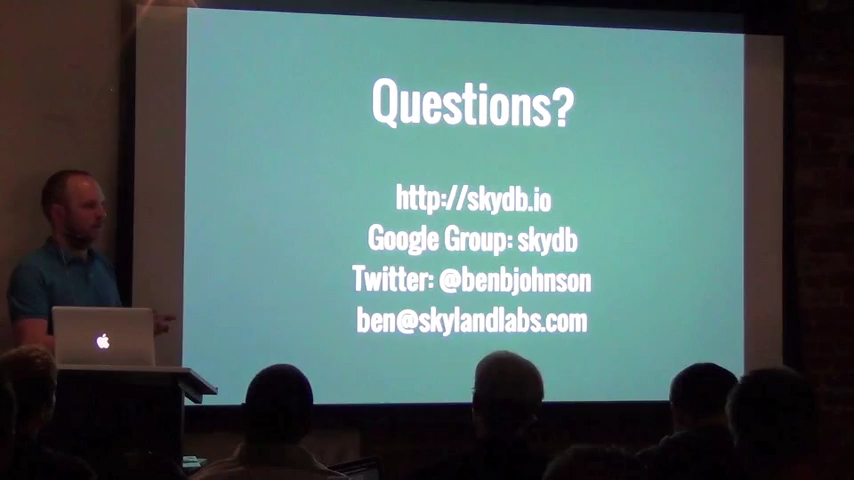 Questions?
http://skydb.io
Google Group: skydb
Twitter: @benbjohnson
ben@skylandlabs.com